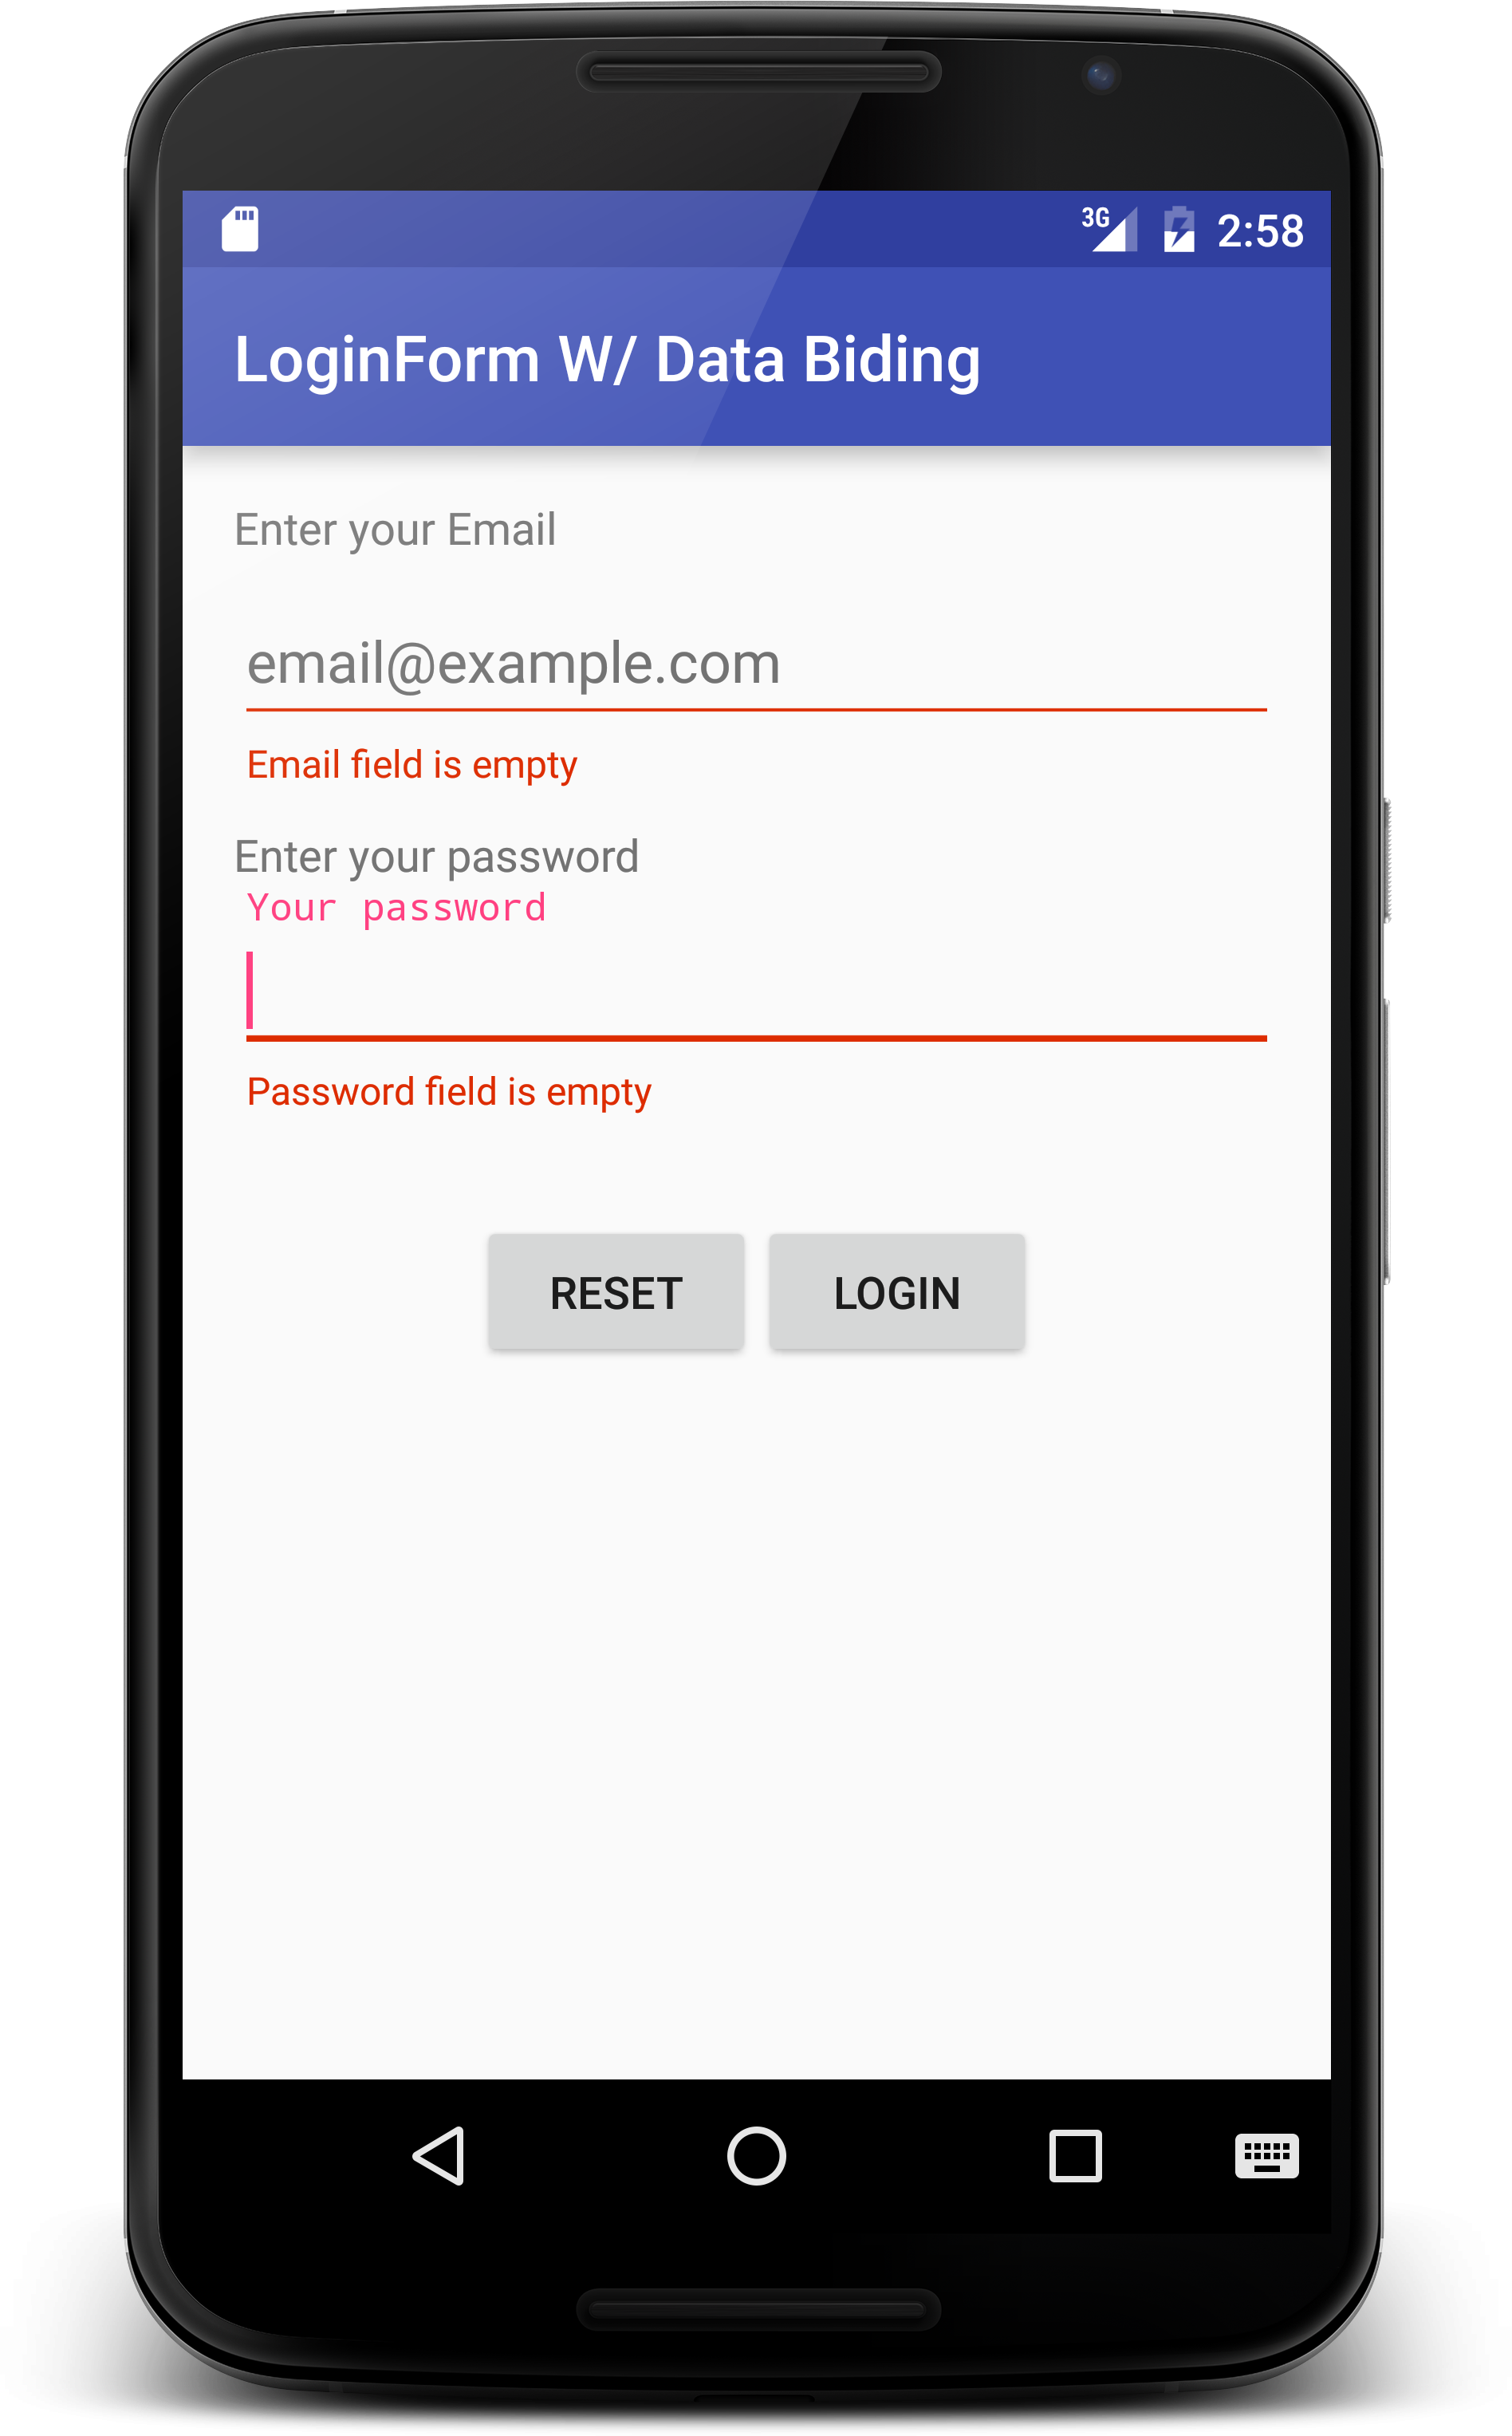 3G 2:58
LoginForm W/ Data Biding
Enter your Email
email@example.com
Email field is empty
Enter your password
Your password
Password field is empty
RESET LOGIN